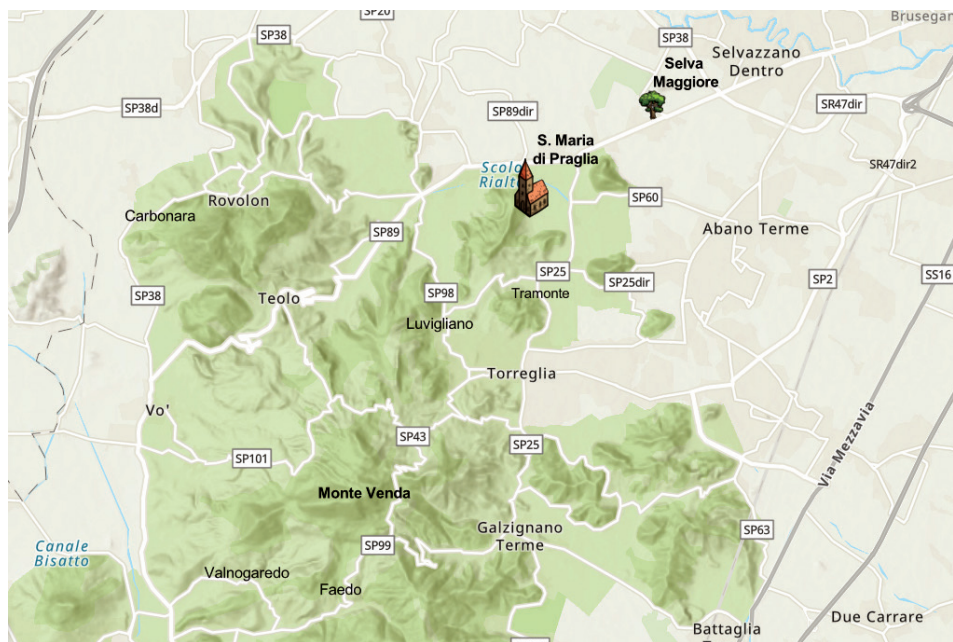 SP20
Brusegan
SP38
SP38
Selvazzano
Dentro
Selva
Maggiore
SP38d
SP89dir
SR47dir
S. Maria
di Praglia
Scolo
Rialto
SR47dir2
Rovolon
SP60
Carbonara
SP89
Abano Terme
SP25
SP2
SS16
SP38
Teolo
SP98
Tramonte
SP25dir
Luvigliano
Torreglia
Vo'
SP43
SP25
Via Mezzavia
SP101
Monte Venda
Galzignano
Terme
SP63
Canale
Bisatto
SP99
Valnogaredo
Faedo
Due Carrare
Battaglia